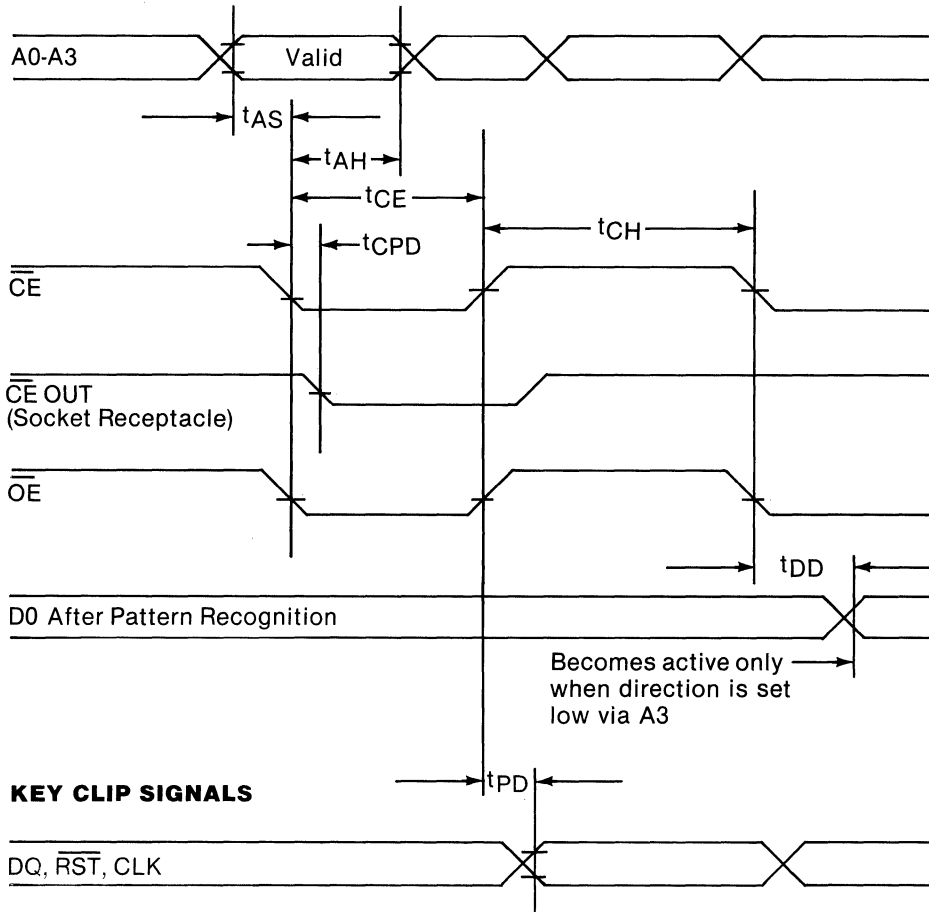 A0-A3
Valid
tAS
tAH
tCE
tCPD
tCH
CE
CE OUT
(Socket Receptacle)
OE
tDD
D0 After Pattern Recognition
Becomes active only
when direction is set
low via A3
tPD
KEY CLIP SIGNALS
DQ, RST, CLK